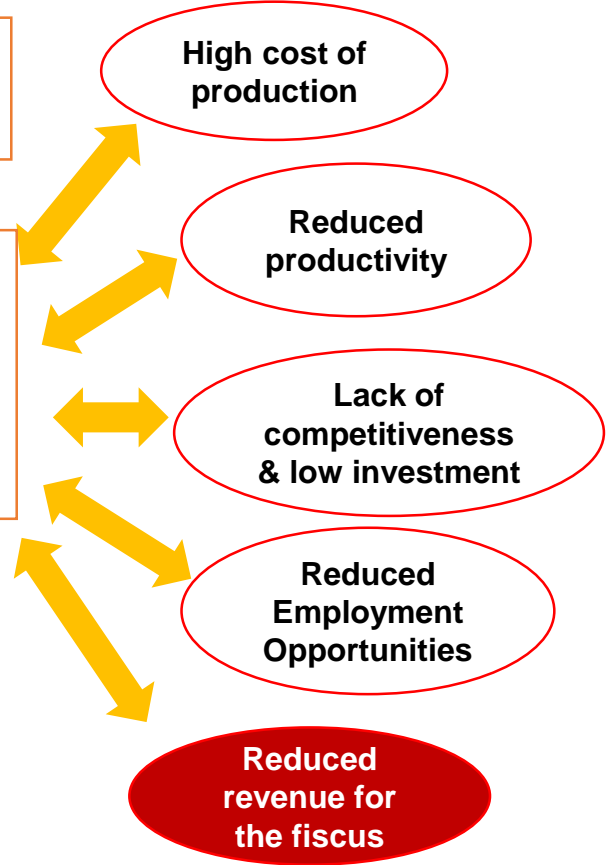 High cost of
production
Reduced
productivity
Lack of
competitiveness
& low investment
Reduced
Employment
Opportunities
Reduced
revenue for
the fiscus